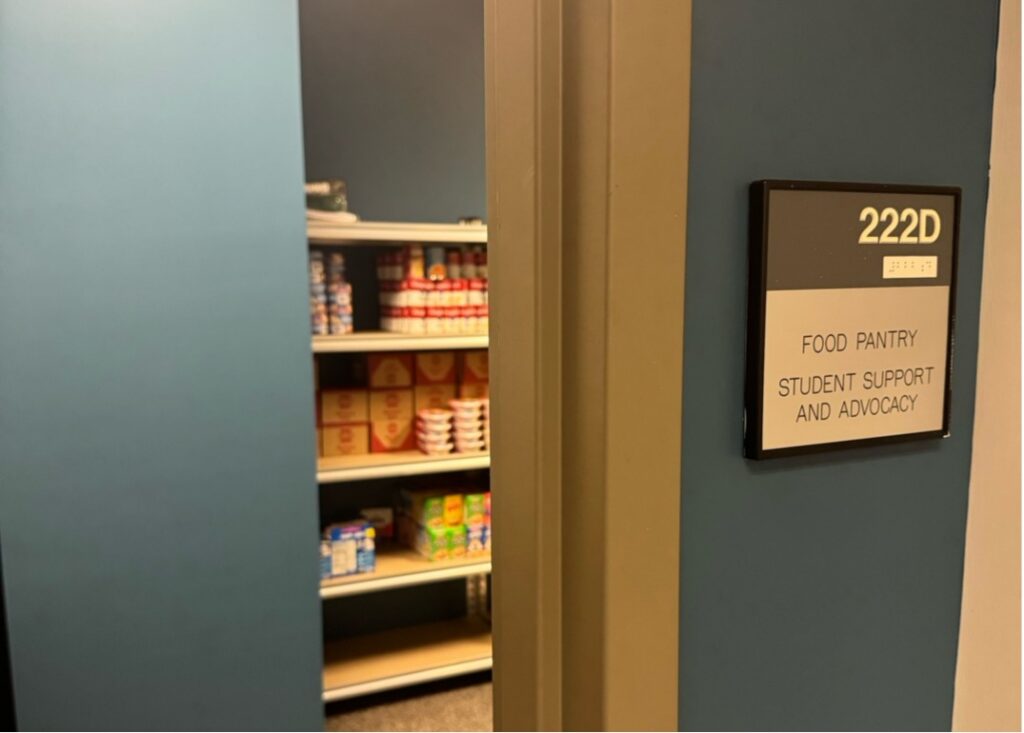 222D
FOOD PANTRY
STUDENT SUPPORT
AND ADVOCACY